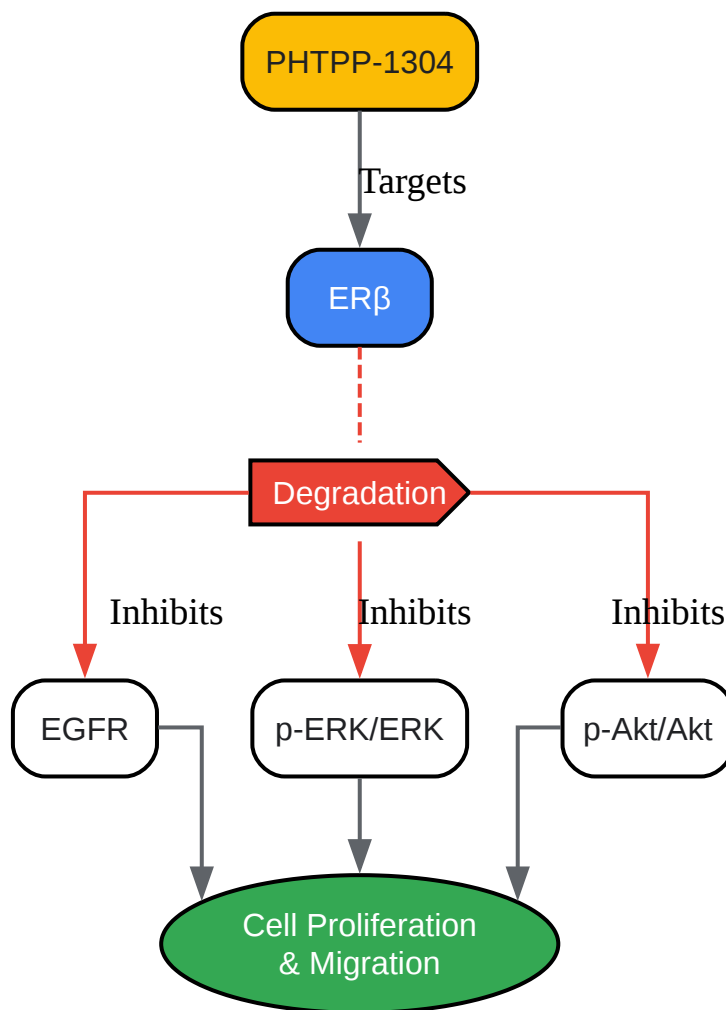 PHTPP-1304
Targets
ERβ
Degradation
Inhibits Inhibits Inhibits
EGFR p-ERK/ERK p-Akt/Akt
Cell Proliferation
& Migration